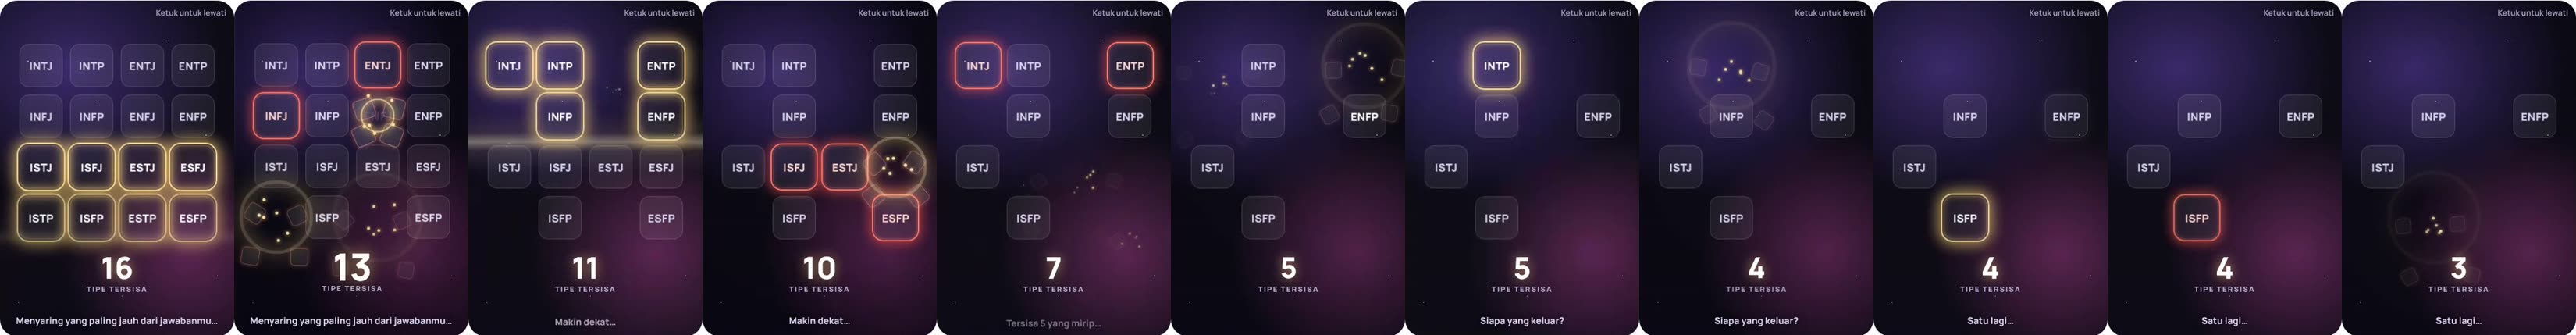 Ketuk untuk lewati
INTJ INTP ENTJ ENTP
INFJ INFP ENFJ ENFP
ISTJ ISFJ ESTJ ESFJ
ISTP ISFP ESTP ESFP
16
TIPE TERSISA
Menyaring yang paling jauh dari jawabanmu...
Ketuk untuk lewati
INTJ INTP ENTJ ENTP
INFJ INFP ENFP
ISTJ ISFJ ESTJ ESFJ
ISFP ESFP
13
TIPE TERSISA
Menyaring yang paling jauh dari jawabanmu...
Ketuk untuk lewati
INTJ INTP ENTP
INFP ENFP
ISTJ ISFJ ESTJ ESFJ
ISFP ESFP
11
TIPE TERSISA
Makin dekat...
Ketuk untuk lewati
INTJ INTP ENTP
INFP ENFP
ISTJ ISFJ ESTJ
ISFP ESFP
10
TIPE TERSISA
Makin dekat...
Ketuk untuk lewati
INTJ INTP ENTP
INFP ENFP
ISTJ
ISFP
7
TIPE TERSISA
Tersisa 5 yang mirip...
Ketuk untuk lewati
INTP
INFP ENFP
ISTJ
ISFP
5
TIPE TERSISA
Ketuk untuk lewati
INTP
INFP ENFP
ISTJ
ISFP
5
TIPE TERSISA
Siapa yang keluar?
Ketuk untuk lewati
INFP ENFP
ISTJ
ISFP
4
TIPE TERSISA
Siapa yang keluar?
Ketuk untuk lewati
INFP ENFP
ISTJ
ISFP
4
TIPE TERSISA
Satu lagi...
Ketuk untuk lewati
INFP ENFP
ISTJ
ISFP
4
TIPE TERSISA
Satu lagi...
Ketuk untuk lewati
INFP ENFP
ISTJ
3
TIPE TERSISA
Satu lagi...